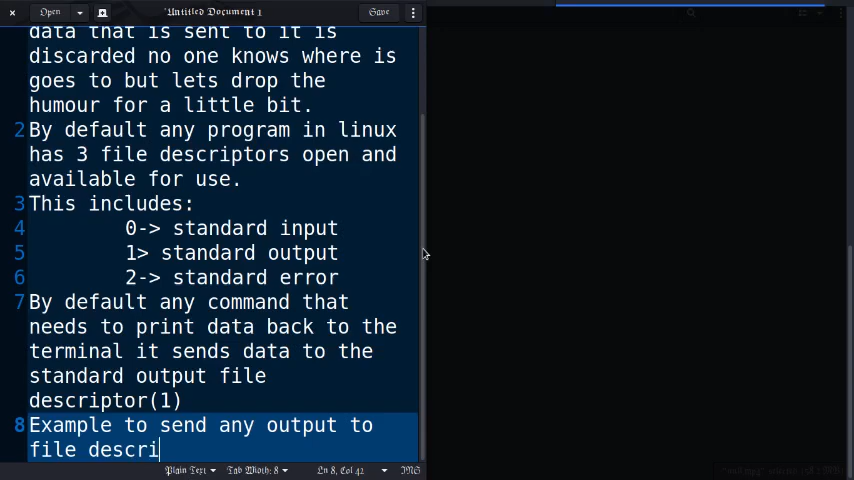 Open 'Untitled Document 1 Save
data that is sent to it is
discarded no one knows where is
goes to but lets drop the
humour for a little bit.
2 By default any program in linux
has 3 file descriptors open and
available for use.
3 This includes:
4 0-> standard input
5 1> standard output
6 2-> standard error
7 By default any command that
needs to print data back to the
terminal it sends data to the
standard output file
descriptor(1)
8 Example to send any output to
file descri
Plain Text Tab Width: 8 Ln 8, Col 42 INS